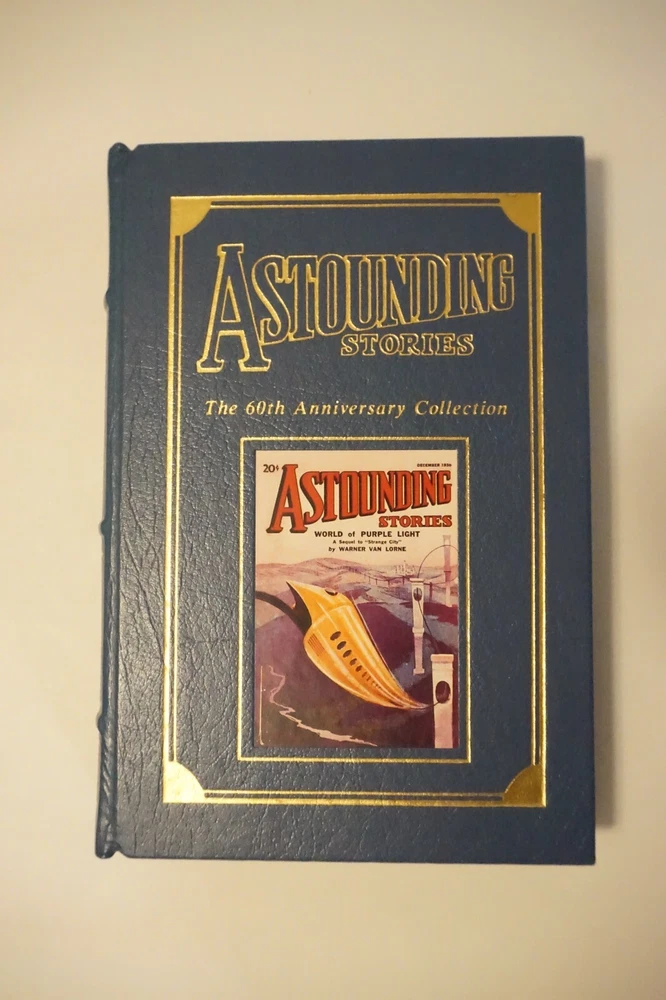 ASTOUNDING
STORIES
The 60th Anniversary Collection
20¢
DECEMBER 1936
ASTOUNDING
STORIES
WORLD of PURPLE LIGHT
A Sequel to "Strange City"
by WARNER VAN LORNE